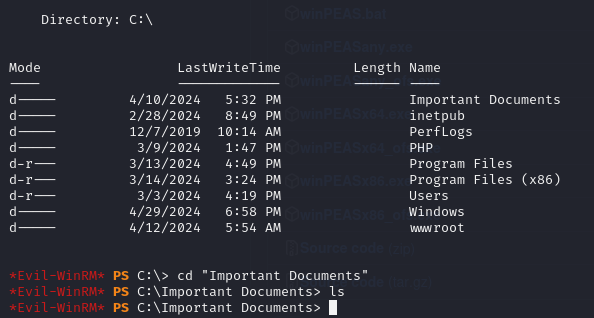 Directory: C:\
Mode LastWriteTime Length Name
---- ------------- ------ ----
d----- 4/10/2024 5:32 PM Important Documents
d----- 2/28/2024 8:49 PM inetpub
d----- 12/7/2019 10:14 AM PerfLogs
d----- 3/9/2024 1:47 PM PHP
d-r--- 3/13/2024 4:49 PM Program Files
d-r--- 3/14/2024 3:24 PM Program Files (x86)
d-r--- 3/3/2024 4:19 PM Users
d----- 4/29/2024 6:58 PM Windows
d----- 4/12/2024 5:54 AM wwwroot
*Evil-WinRM* PS C:\> cd "Important Documents"
*Evil-WinRM* PS C:\Important Documents> ls
*Evil-WinRM* PS C:\Important Documents>
winPEAS.bat
winPEASany.exe
winPEASx64.exe
winPEASx86.exe
Source code